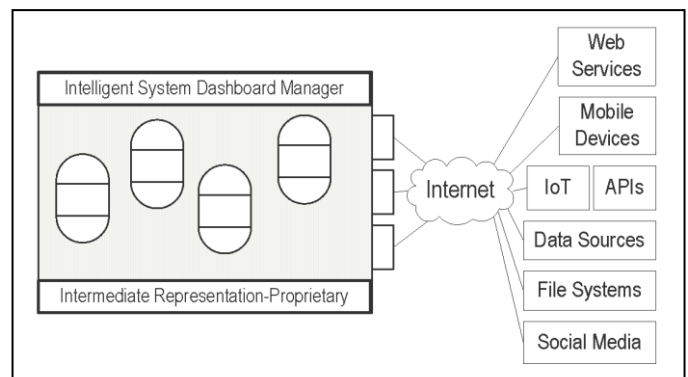 Intelligent System Dashboard Manager
Intermediate Representation-Proprietary
Internet
Web
Services
Mobile
Devices
IoT
APIs
Data Sources
File Systems
Social Media